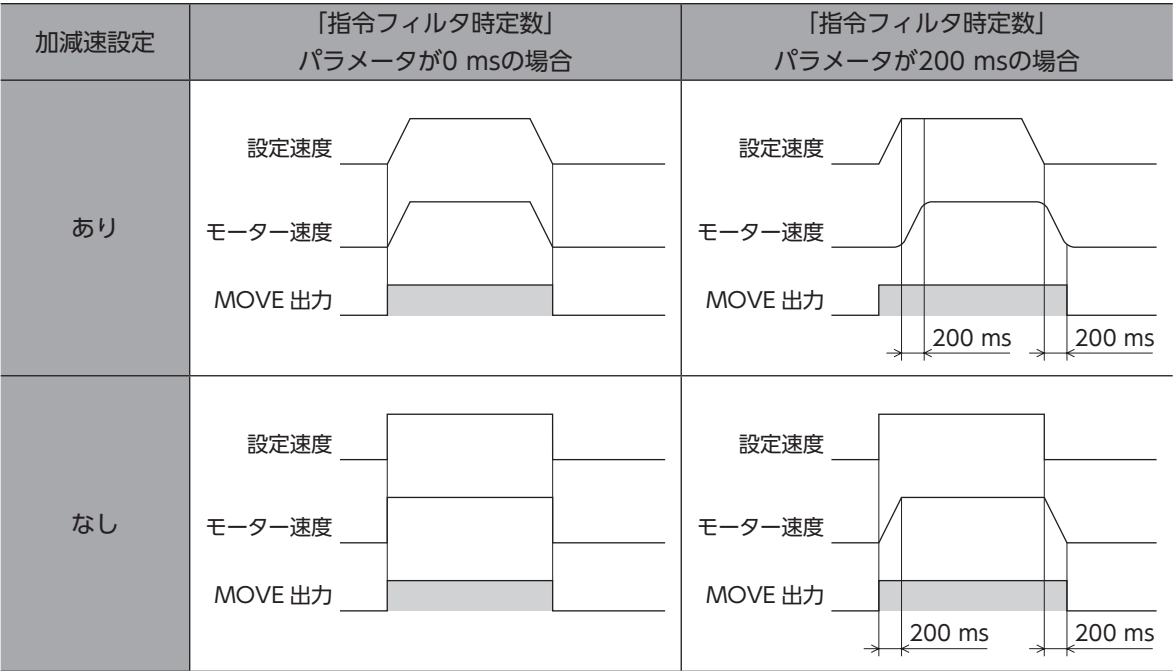 加減速設定
「指令フィルタ時定数」
パラメータが0 msの場合
「指令フィルタ時定数」
パラメータが200 msの場合
あり
設定速度
モーター速度
MOVE 出力
設定速度
モーター速度
MOVE 出力
200 ms
200 ms
なし
設定速度
モーター速度
MOVE 出力
設定速度
モーター速度
MOVE 出力
200 ms
200 ms